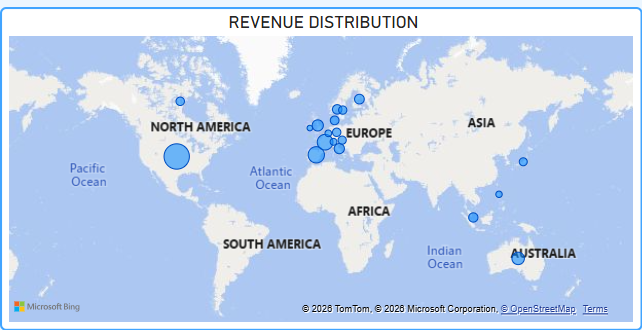 REVENUE DISTRIBUTION
NORTH AMERICA
EUROPE
ASIA
Pacific
Ocean
Atlantic
Ocean
AFRICA
SOUTH AMERICA
Indian
Ocean
AUSTRALIA
Microsoft Bing
© 2026 TomTom, © 2026 Microsoft Corporation, © OpenStreetMap Terms